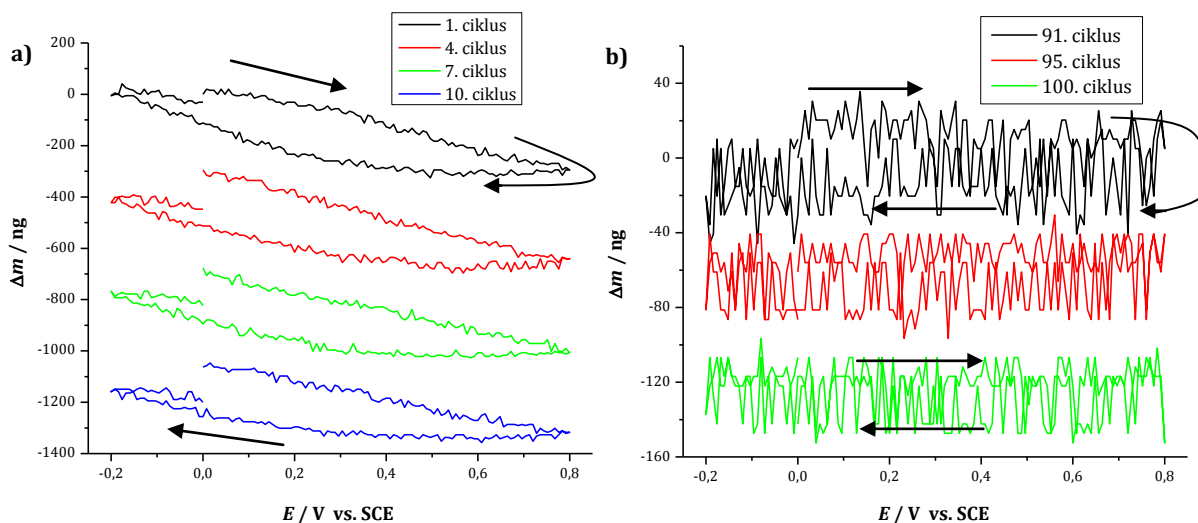 a)
1. ciklus
4. ciklus
7. ciklus
10. ciklus
Δm / ng
200
0
-200
-400
-600
-800
-1000
-1200
-1400
-0,2
0,0
0,2
0,4
0,6
0,8
E / V vs. SCE
b)
91. ciklus
95. ciklus
100. ciklus
Δm / ng
40
0
-40
-80
-120
-160
-0,2
0,0
0,2
0,4
0,6
0,8
E / V vs. SCE